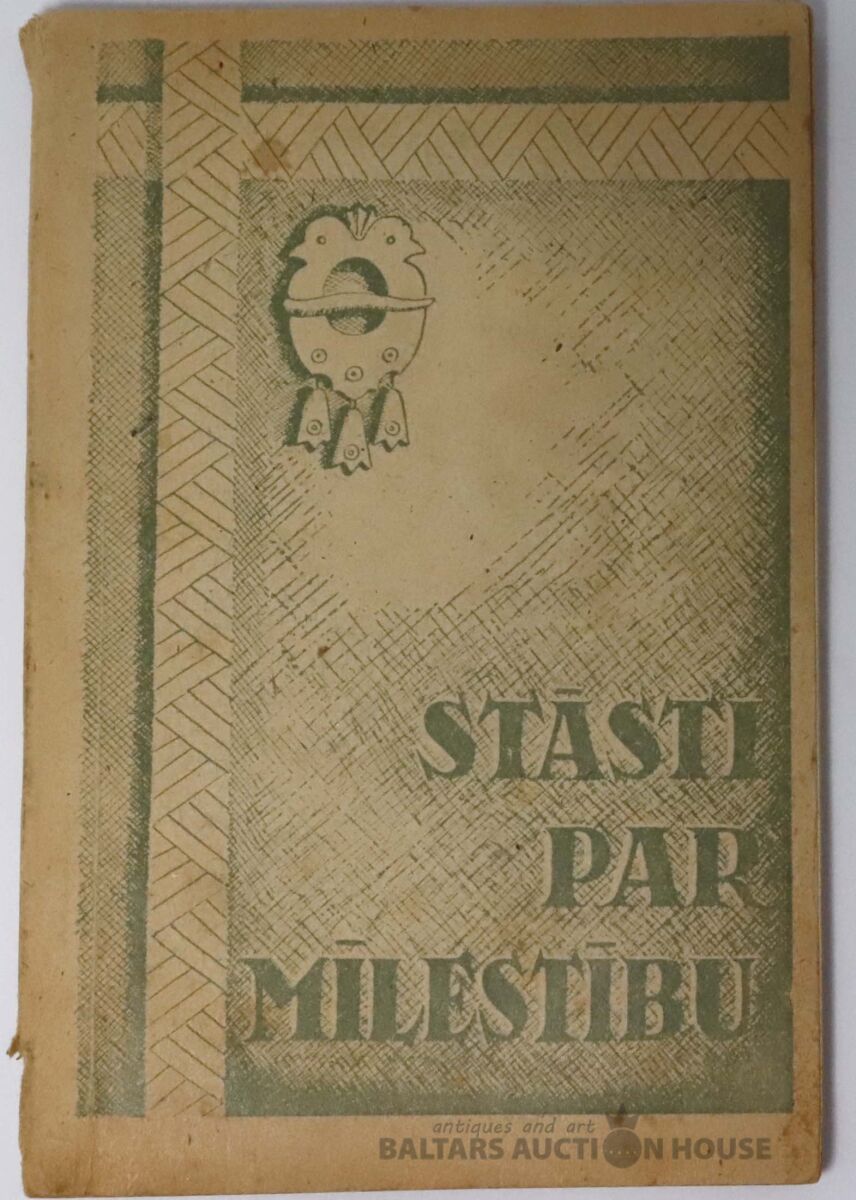 STĀSTI
PAR
MĪLESTĪBU
antiques and art
BALTARS AUCTION HOUSE